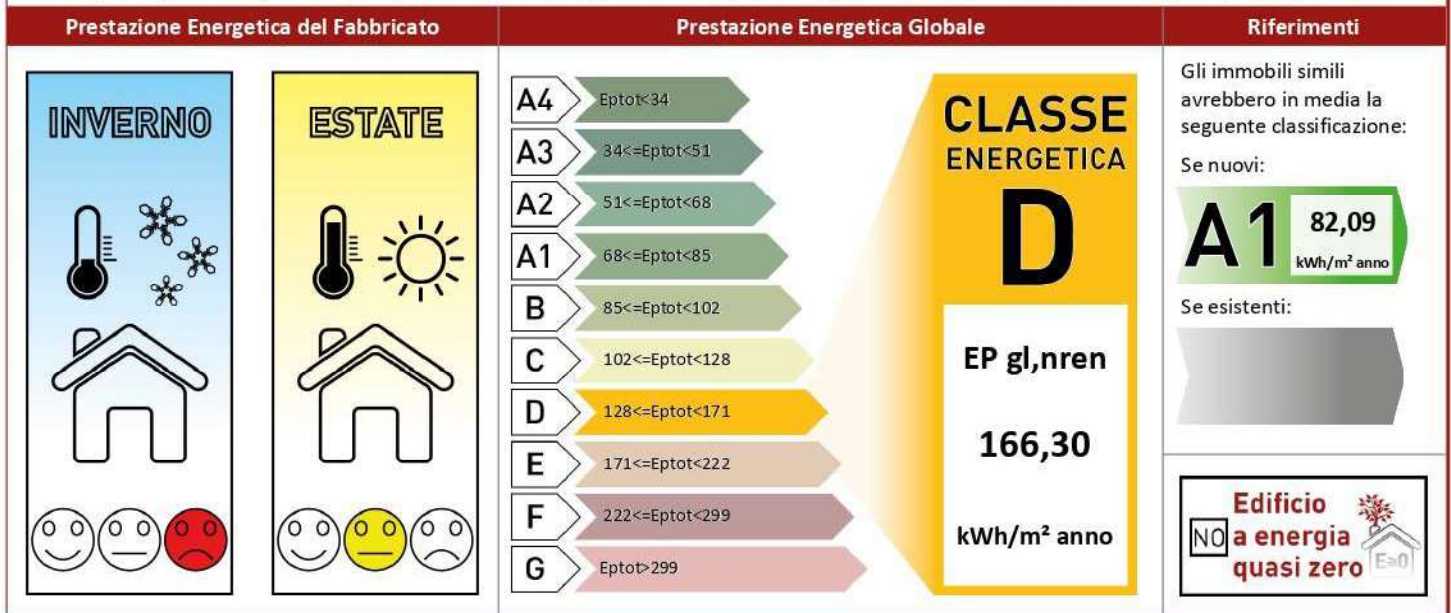 Prestazione Energetica del Fabbricato
Prestazione Energetica Globale
Riferimenti
INVERNO
ESTATE
A4 Eptot<34
A3 34<=Eptot<51
A2 51<=Eptot<68
A1 68<=Eptot<85
B 85<=Eptot<102
C 102<=Eptot<128
D 128<=Eptot<171
E 171<=Eptot<222
F 222<=Eptot<299
G Eptot>299
CLASSE
ENERGETICA
D
EP gl,nren
166,30
kWh/m² anno
Gli immobili simili
avrebbero in media la
seguente classificazione:
Se nuovi:
A1
82,09
kWh/m² anno
Se esistenti:
Edificio
NO a energia
quasi zero
E≥0